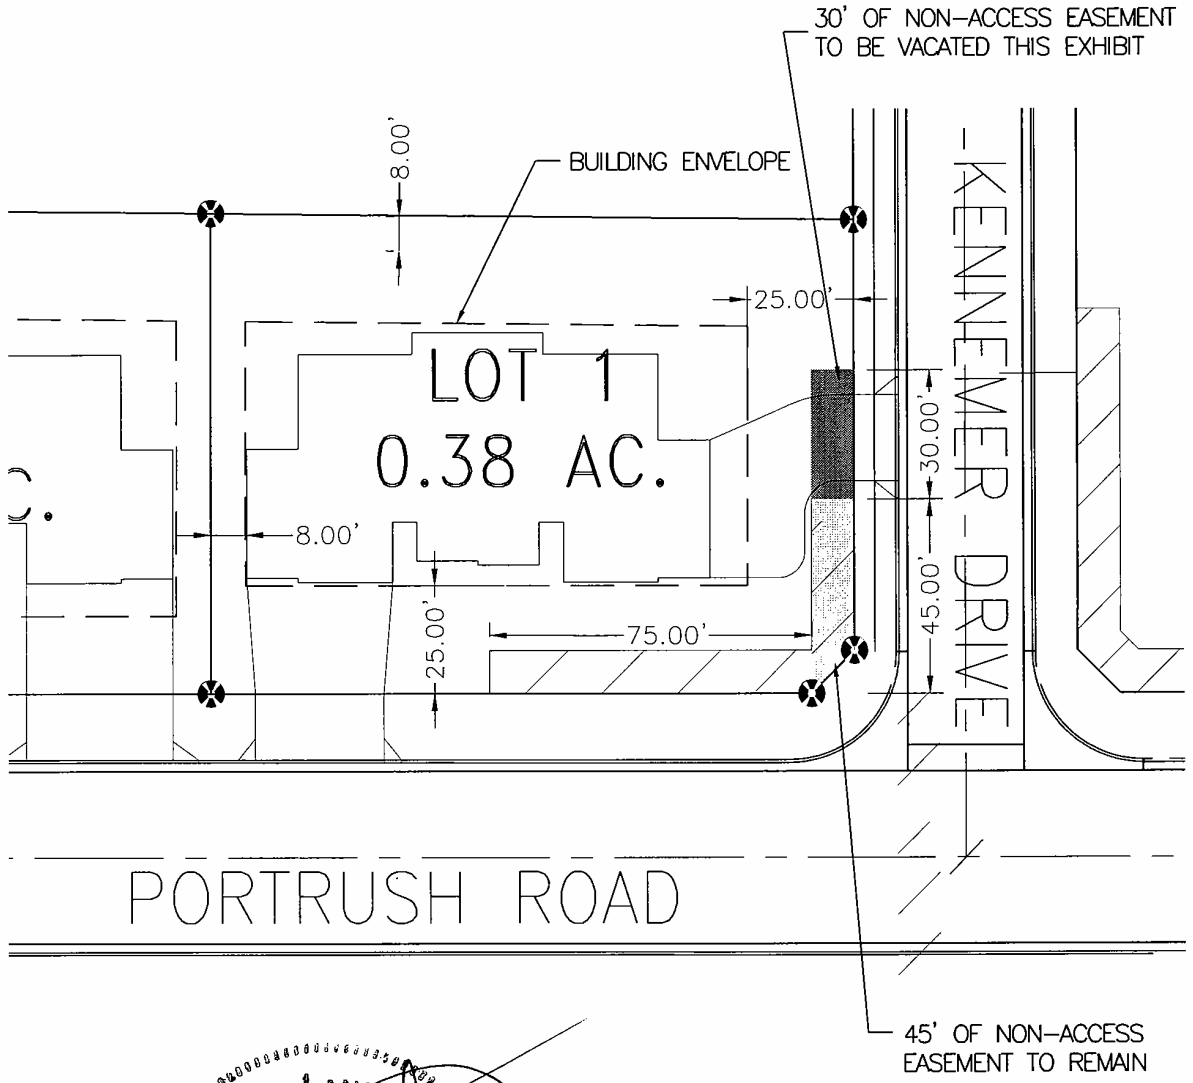 30' OF NON-ACCESS EASEMENT
TO BE VACATED THIS EXHIBIT
8.00'
BUILDING ENVELOPE
25.00'
KENNEMER DRIVE
LOT 1
30.00'
0.38 AC.
C.
8.00'
45.00'
25.00'
75.00'
PORTRUSH ROAD
45' OF NON-ACCESS
EASEMENT TO REMAIN